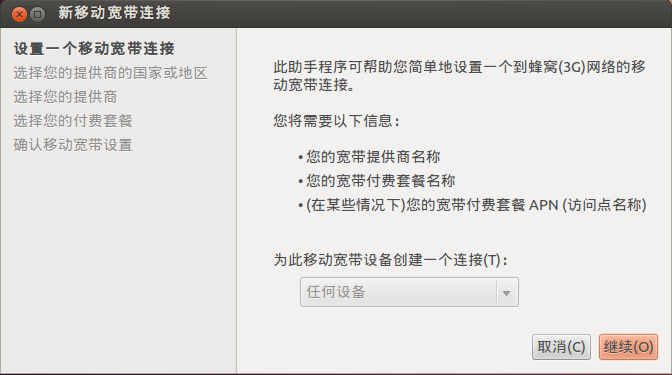 新移动宽带连接
设置一个移动宽带连接
选择您的提供商的国家或地区
选择您的提供商
选择您的付费套餐
确认移动宽带设置
此助手程序可帮助您简单地设置一个到蜂窝(3G)网络的移
动宽带连接。
您将需要以下信息：
•您的宽带提供商名称
•您的宽带付费套餐名称
•(在某些情况下)您的宽带付费套餐 APN (访问点名称)
为此移动宽带设备创建一个连接(T)：
任何设备
取消(C)
继续(O)